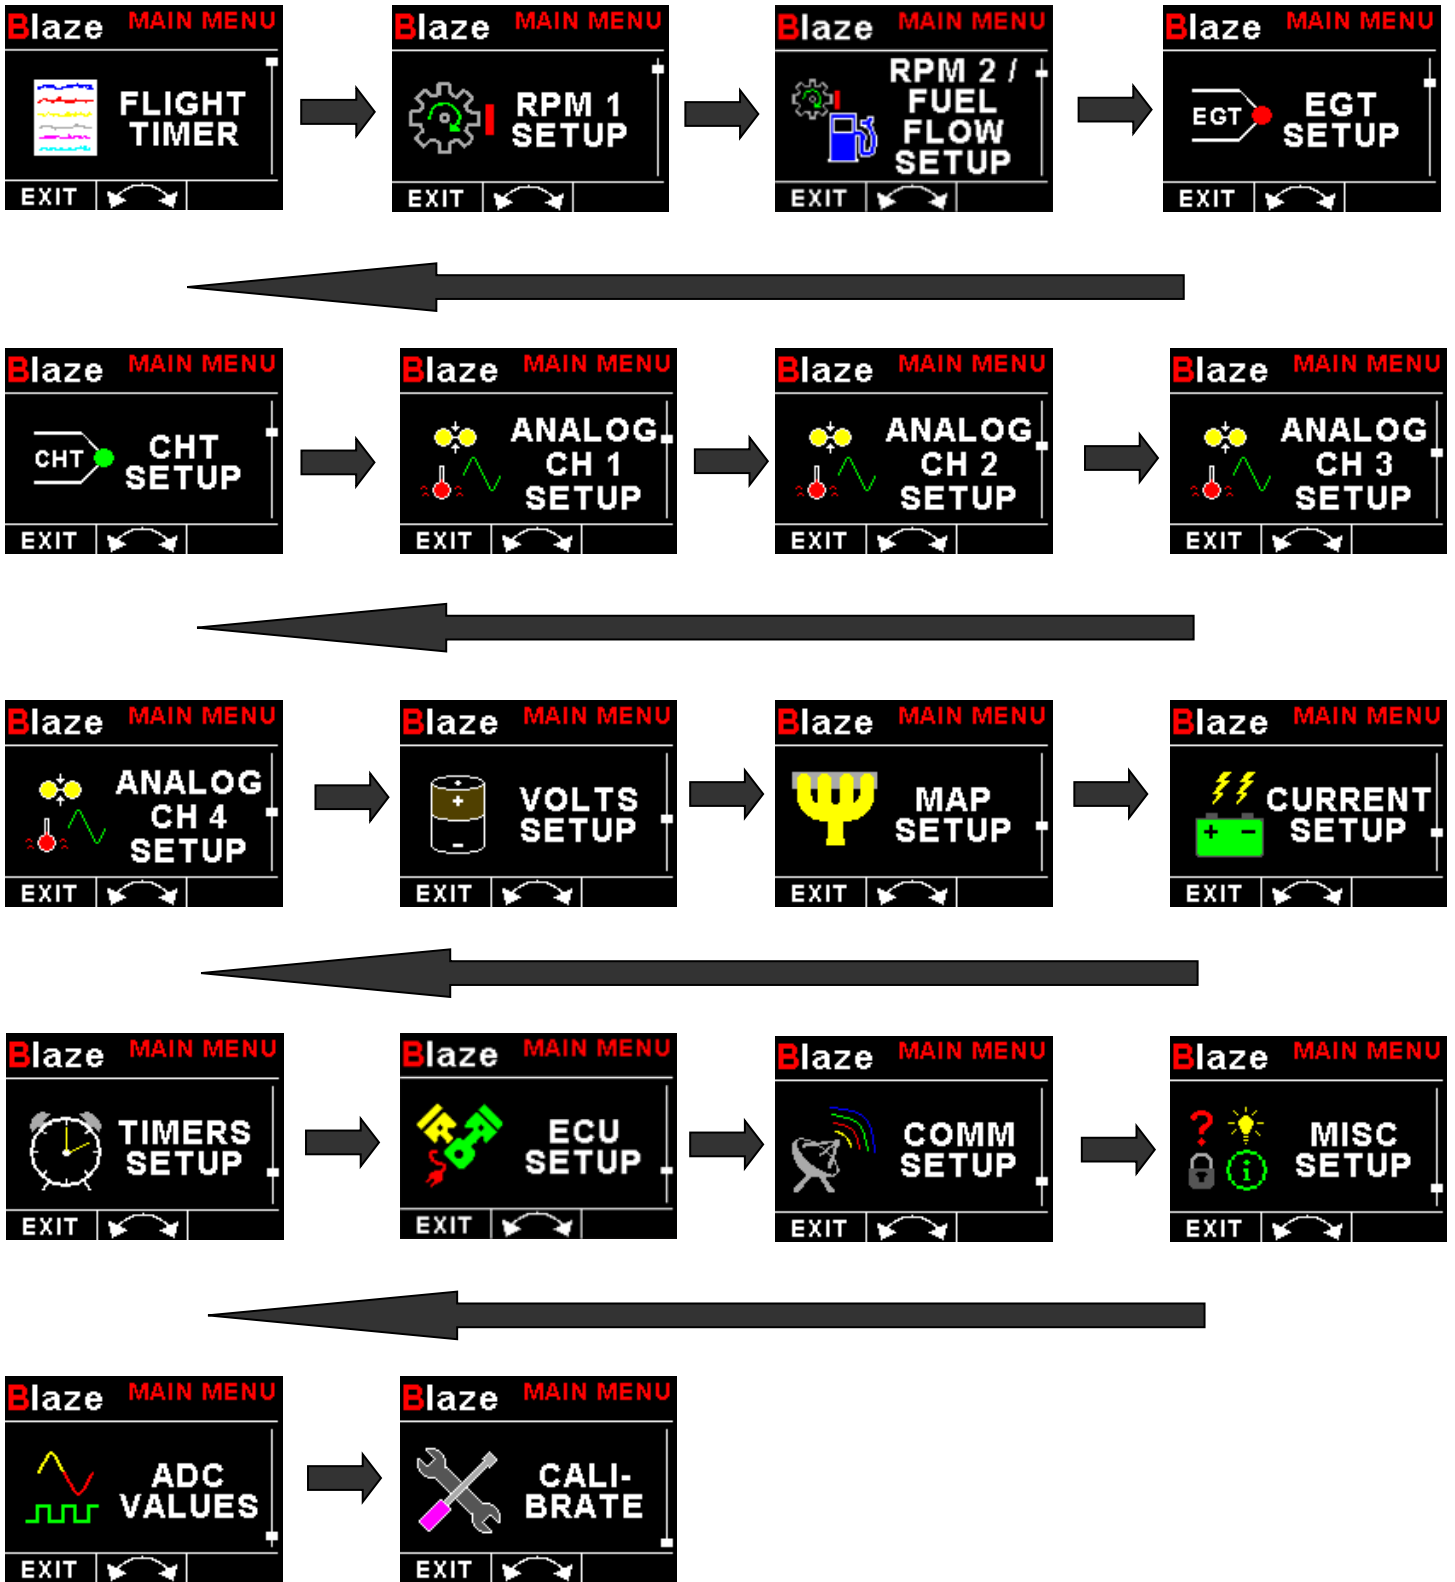 Blaze MAIN MENU
FLIGHT
TIMER
EXIT
Blaze MAIN MENU
RPM 1
SETUP
EXIT
Blaze MAIN MENU
RPM 2 /
FUEL
FLOW
SETUP
EXIT
Blaze MAIN MENU
EGT
EGT
SETUP
EXIT
Blaze MAIN MENU
CHT
CHT
SETUP
EXIT
Blaze MAIN MENU
ANALOG
CH 1
SETUP
EXIT
Blaze MAIN MENU
ANALOG
CH 2
SETUP
EXIT
Blaze MAIN MENU
ANALOG
CH 3
SETUP
EXIT
Blaze MAIN MENU
ANALOG
CH 4
SETUP
EXIT
Blaze MAIN MENU
VOLTS
SETUP
EXIT
Blaze MAIN MENU
MAP
SETUP
EXIT
Blaze MAIN MENU
CURRENT
SETUP
EXIT
Blaze MAIN MENU
TIMERS
SETUP
EXIT
Blaze MAIN MENU
ECU
SETUP
EXIT
Blaze MAIN MENU
COMM
SETUP
EXIT
Blaze MAIN MENU
MISC
SETUP
EXIT
Blaze MAIN MENU
ADC
VALUES
EXIT
Blaze MAIN MENU
CALI-
BRATE
EXIT